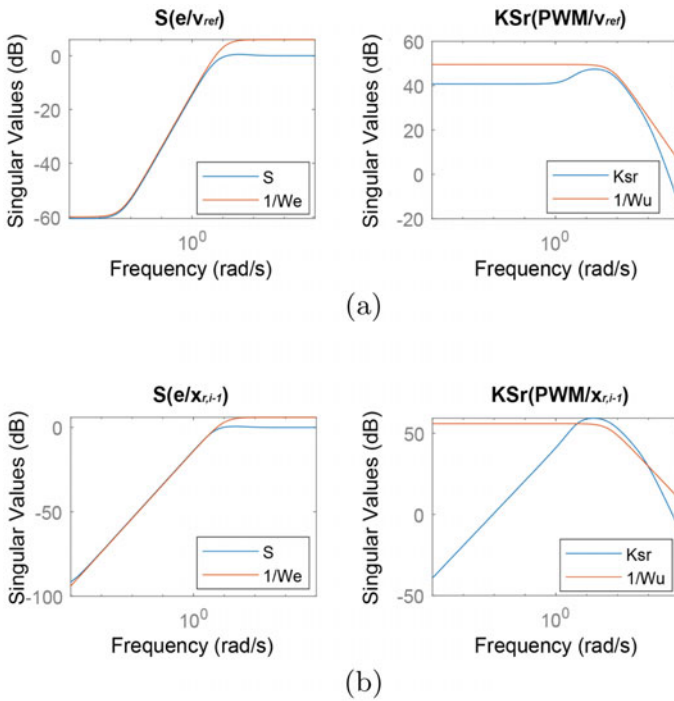 S(e/vref)
Singular Values (dB)
0
-20
-40
-60
S
1/We
10^0
Frequency (rad/s)
KSr(PWM/vref)
Singular Values (dB)
60
40
20
0
-20
Ksr
1/Wu
10^0
Frequency (rad/s)
(a)
S(e/xr,i-1)
Singular Values (dB)
0
-50
-100
S
1/We
10^0
Frequency (rad/s)
KSr(PWM/xr,i-1)
Singular Values (dB)
50
0
-50
Ksr
1/Wu
10^0
Frequency (rad/s)
(b)